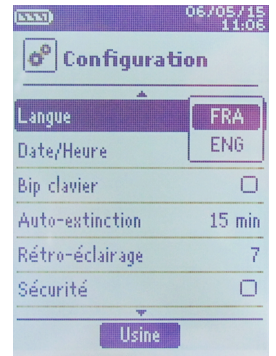 06/05/15
11:06
Configuration
Langue FRA
Date/Heure ENG
Bip clavier
Auto-extinction 15 min
Rétro-éclairage 7
Sécurité
Usine